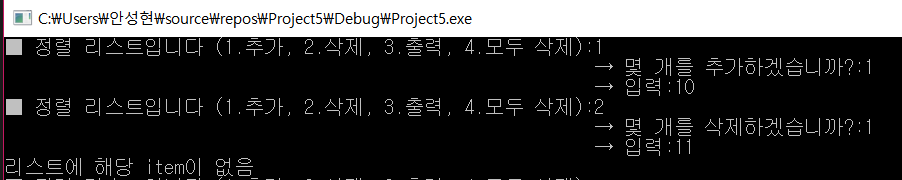 C:₩Users₩안성현₩source₩repos₩Project5₩Debug₩Project5.exe
■ 정렬 리스트입니다 (1.추가, 2.삭제, 3.출력, 4.모두 삭제):1
→ 몇 개를 추가하겠습니까?:1
→ 입력:10
■ 정렬 리스트입니다 (1.추가, 2.삭제, 3.출력, 4.모두 삭제):2
→ 몇 개를 삭제하겠습니까?:1
→ 입력:11
리스트에 해당 item이 없음